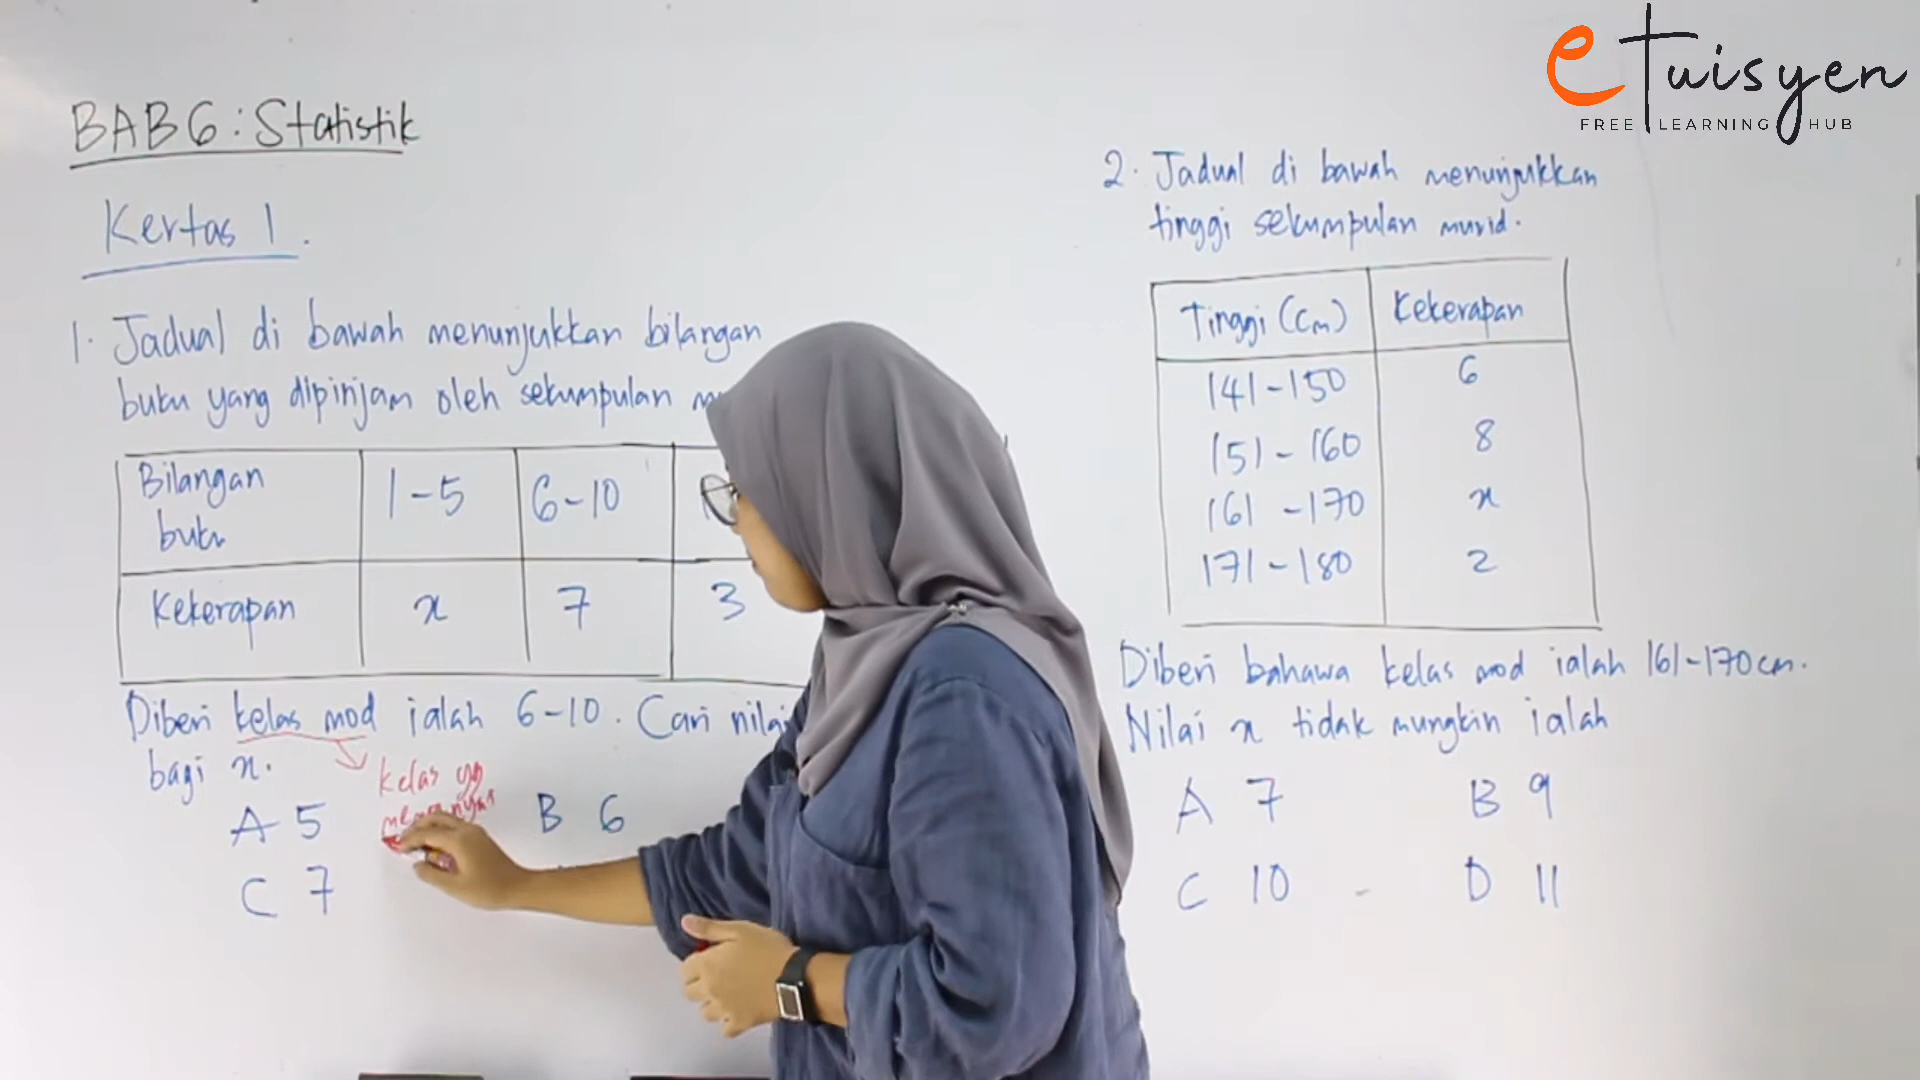 eTuisyen
FREE LEARNING HUB
BAB 6 : Statistik
Kertas 1.
1. Jadual di bawah menunjukkan bilangan
buku yang dipinjam oleh sekumpulan
Bilangan buku 1-5 6-10
Kekerapan x 7 3
Diberi kelas mod ialah 6-10. Cari nilai
bagi x.
kelas yg
A 5 B 6
C 7
2. Jadual di bawah menunjukkan
tinggi sekumpulan murid.
Tinggi (cm) Kekerapan
141-150 6
151-160 8
161-170 x
171-180 2
Diberi bahawa kelas mod ialah 161-170cm.
Nilai x tidak mungkin ialah
A 7 B 9
C 10 D 11